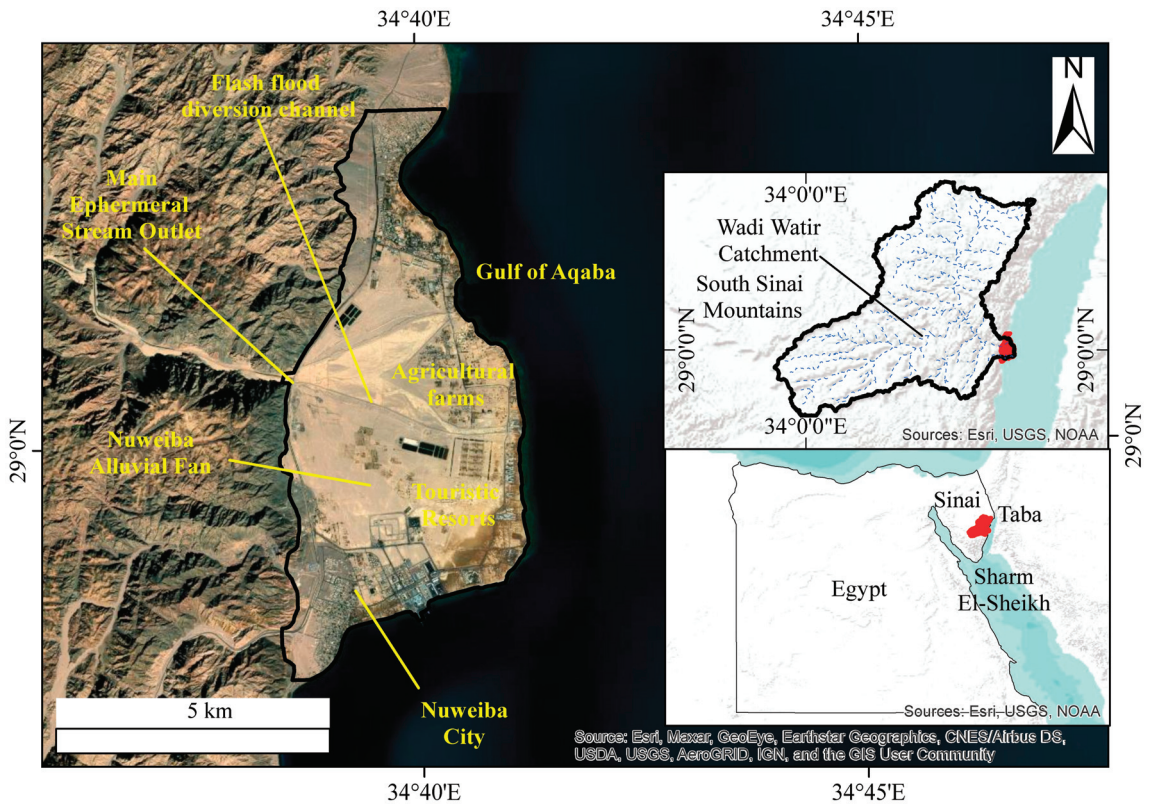 34°40'E
34°45'E
Flash flood
diversion channel
N
Main
Ephermeral
Stream Outlet
Gulf of Aqaba
34°0'0"E
Wadi Watir
Catchment
South Sinai
Mountains
29°0'0"N
29°0'0"N
34°0'0"E
Sources: Esri, USGS, NOAA
Agricultural
farms
29°0'N
29°0'N
Nuweiba
Alluvial Fan
Touristic
Resorts
Sinai
Taba
Egypt
Sharm
El-Sheikh
Sources: Esri, USGS, NOAA
5 km
Nuweiba
City
Source: Esri, Maxar, GeoEye, Earthstar Geographics, CNES/Airbus DS,
USDA, USGS, AeroGRID, IGN, and the GIS User Community
34°40'E
34°45'E